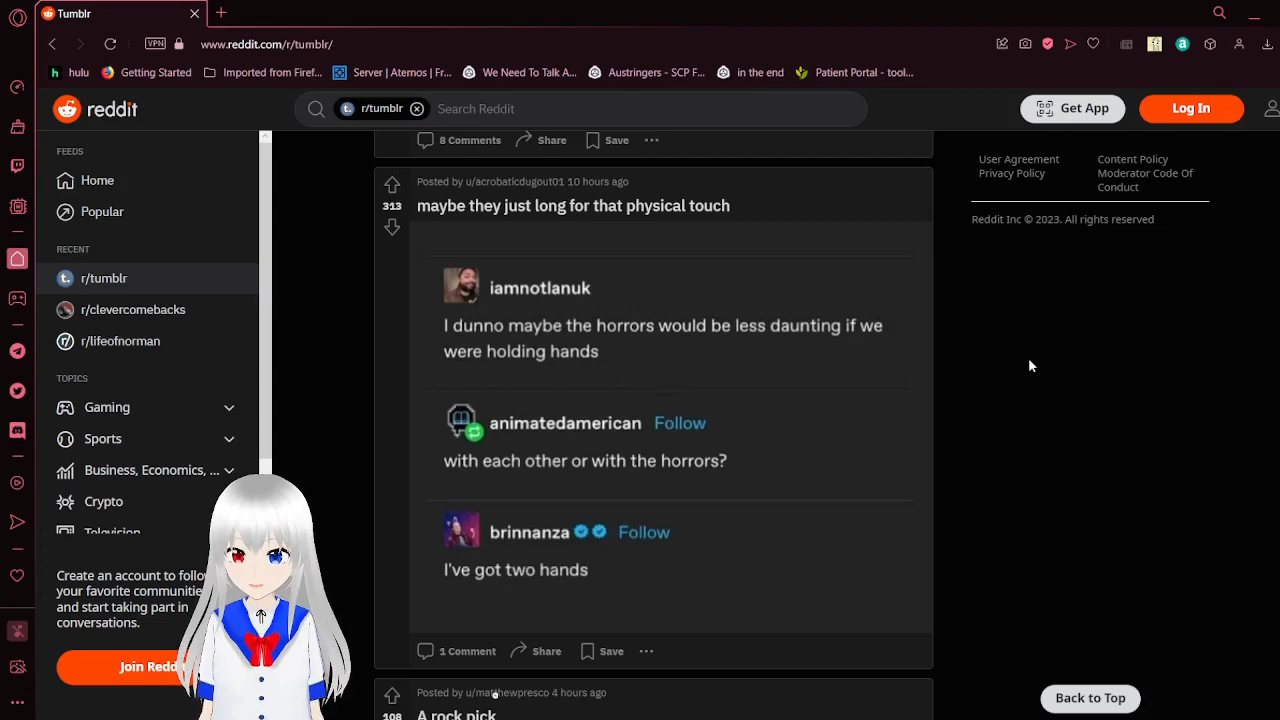 Tumblr
VPN
www.reddit.com/r/tumblr/
h hulu
Getting Started
Imported from Firef...
Server | Aternos | Fr...
We Need To Talk A...
Austringers - SCP F...
in the end
Patient Portal - tool...
reddit
r/tumblr
Search Reddit
Get App
Log In
FEEDS
Home
Popular
RECENT
r/tumblr
r/clevercomebacks
r/lifeofnorman
TOPICS
Gaming
Sports
Business, Economics, ...
Crypto
Television
Create an account to follo
your favorite communitie
and start taking part in
conversations.
Join Reddit
8 Comments
Share
Save
Posted by u/acrobaticdugout01 10 hours ago
313
maybe they just long for that physical touch
iamnotlanuk
I dunno maybe the horrors would be less daunting if we
were holding hands
animatedamerican Follow
with each other or with the horrors?
brinnanza Follow
I've got two hands
1 Comment
Share
Save
Posted by u/matthewpresco 4 hours ago
108
A rock pick
User Agreement
Privacy Policy
Content Policy
Moderator Code Of
Conduct
Reddit Inc © 2023. All rights reserved
Back to Top